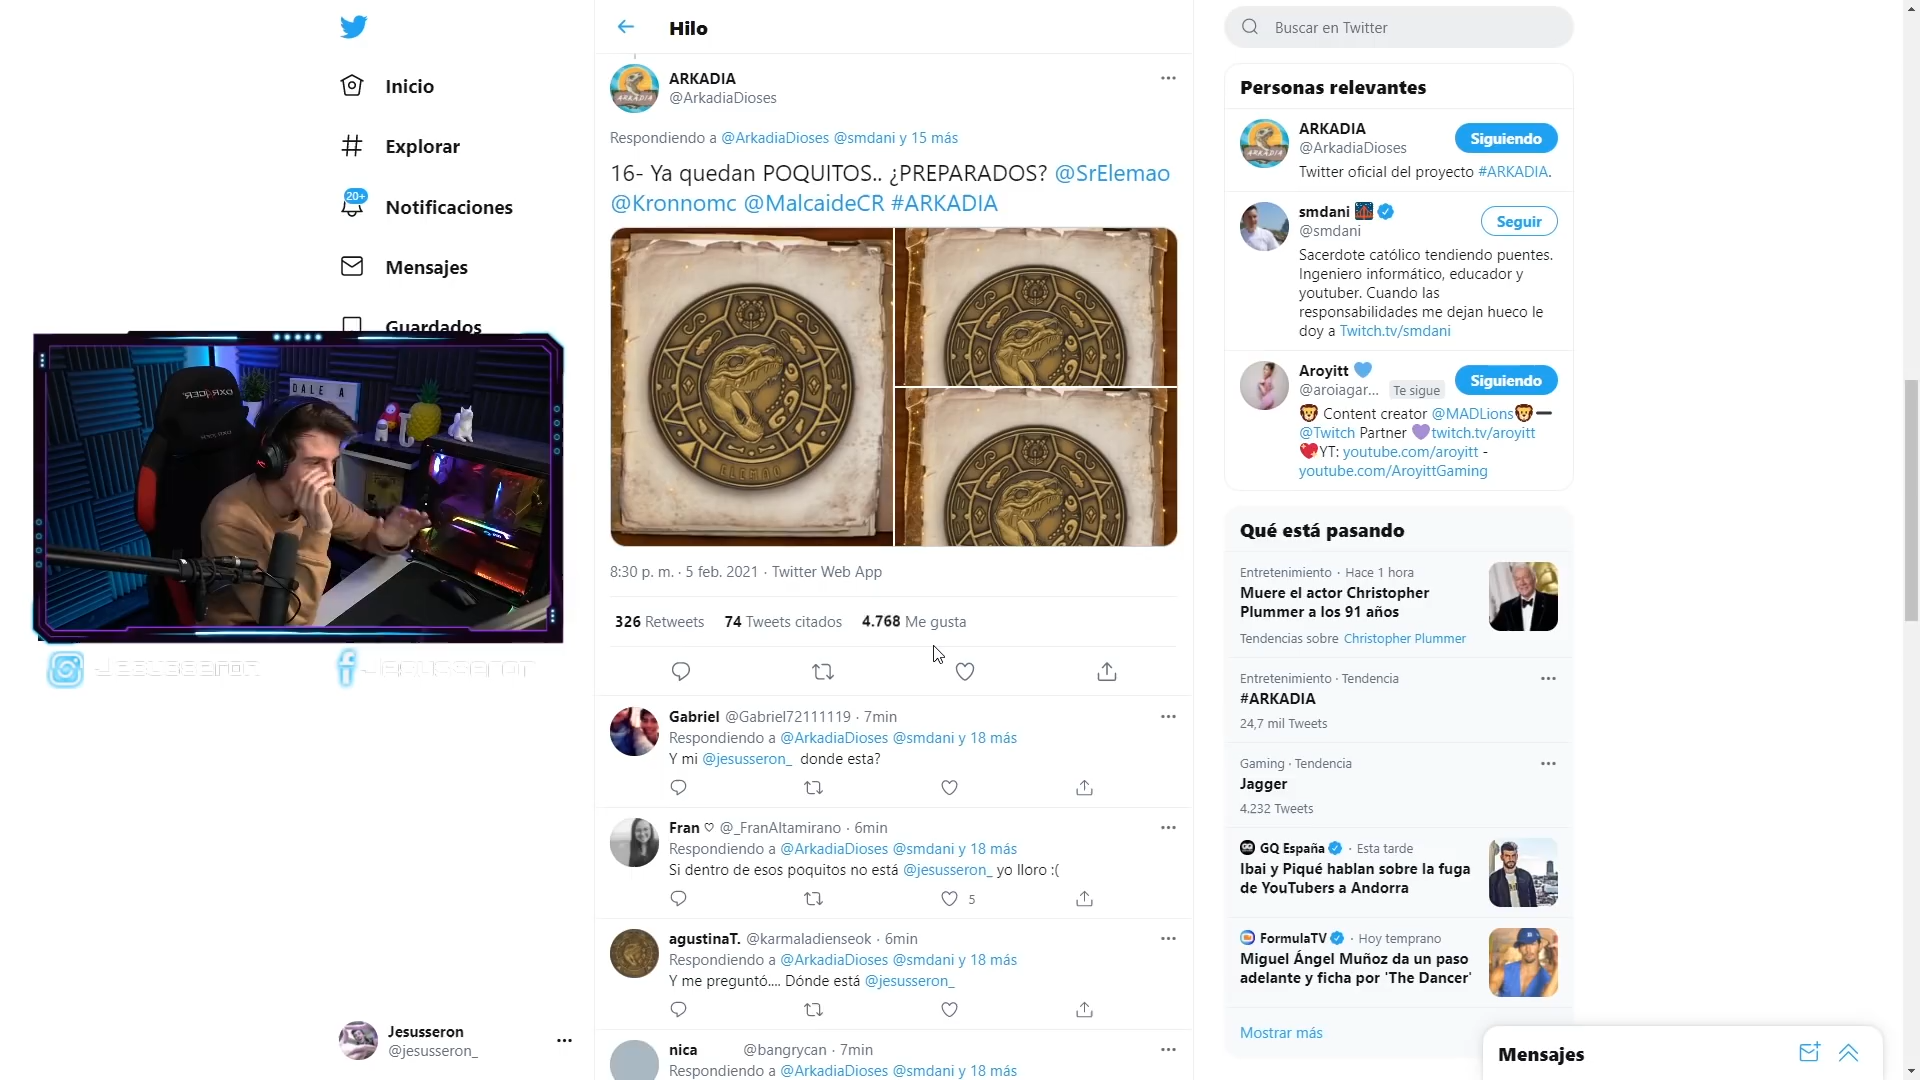 Inicio
Explorar
20+
Notificaciones
Mensajes
Guardados
DALE A
Jesusseron
Jesusseron
Jesusseron
@jesusseron_
Hilo
ARKADIA
@ArkadiaDioses
Respondiendo a @ArkadiaDioses @smdani y 15 más
16- Ya quedan POQUITOS.. ¿PREPARADOS? @SrElemao
@Kronnomc @MalcaideCR #ARKADIA
ELEMAO
8:30 p. m. · 5 feb. 2021 · Twitter Web App
326 Retweets 74 Tweets citados 4.768 Me gusta
Gabriel @Gabriel72111119 · 7min
Respondiendo a @ArkadiaDioses @smdani y 18 más
Y mi @jesusseron_ donde esta?
Fran ♡ @_FranAltamirano · 6min
Respondiendo a @ArkadiaDioses @smdani y 18 más
Si dentro de esos poquitos no está @jesusseron_ yo lloro :(
5
agustinaT. @karmaladienseok · 6min
Respondiendo a @ArkadiaDioses @smdani y 18 más
Y me preguntó.... Dónde está @jesusseron_
nica @bangrycan · 7min
Respondiendo a @ArkadiaDioses @smdani y 18 más
Buscar en Twitter
Personas relevantes
ARKADIA
@ArkadiaDioses
Siguiendo
Twitter oficial del proyecto #ARKADIA.
smdani
@smdani
Seguir
Sacerdote católico tendiendo puentes.
Ingeniero informático, educador y
youtuber. Cuando las
responsabilidades me dejan hueco le
doy a Twitch.tv/smdani
Aroyitt 💙
@aroiagar... Te sigue
Siguiendo
🦁 Content creator @MADLions🦁➖
@Twitch Partner 💜twitch.tv/aroyitt
💘YT: youtube.com/aroyitt -
youtube.com/AroyittGaming
Qué está pasando
Entretenimiento · Hace 1 hora
Muere el actor Christopher
Plummer a los 91 años
Tendencias sobre Christopher Plummer
Entretenimiento · Tendencia
#ARKADIA
24,7 mil Tweets
Gaming · Tendencia
Jagger
4.232 Tweets
GQ España · Esta tarde
Ibai y Piqué hablan sobre la fuga
de YouTubers a Andorra
FormulaTV · Hoy temprano
Miguel Ángel Muñoz da un paso
adelante y ficha por 'The Dancer'
Mostrar más
Mensajes